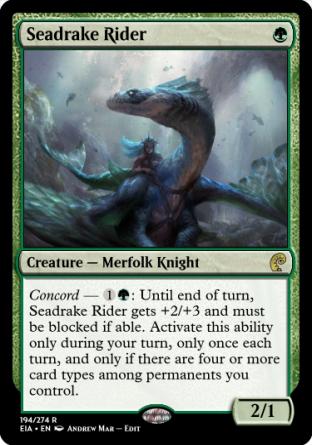 Seadrake Rider
Creature — Merfolk Knight
Concord — 1: Until end of turn,
Seadrake Rider gets +2/+3 and must
be blocked if able. Activate this ability
only during your turn, only once each
turn, and only if there are four or more
card types among permanents you
control.
2/1
194/274 R
EIA • EN Andrew Mar — Edit